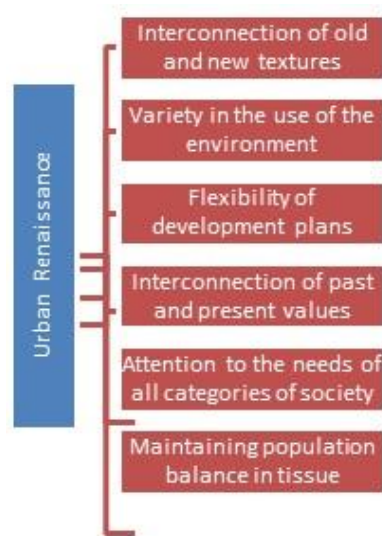 Urban Renaissance
Interconnection of old
and new textures
Variety in the use of the
environment
Flexibility of
development plans
Interconnection of past
and present values
Attention to the needs of
all categories of society
Maintaining population
balance in tissue